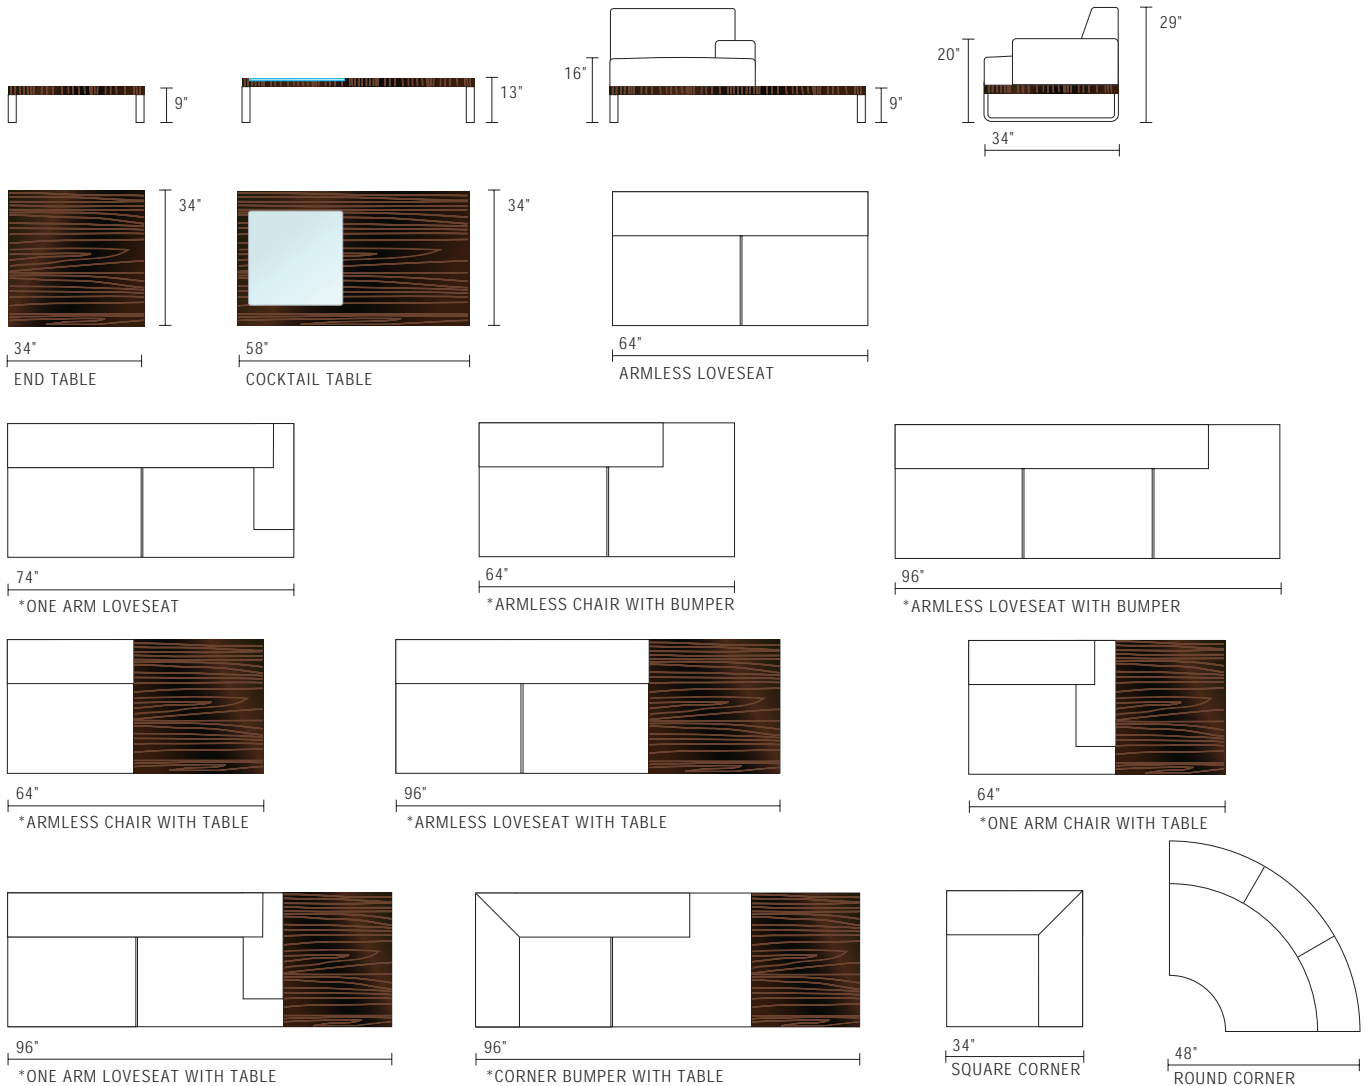 9"
13"
16"
9"
20"
29"
34"
34"
34"
34"
END TABLE
58"
COCKTAIL TABLE
64"
ARMLESS LOVESEAT
74"
*ONE ARM LOVESEAT
64"
*ARMLESS CHAIR WITH BUMPER
96"
*ARMLESS LOVESEAT WITH BUMPER
64"
*ARMLESS CHAIR WITH TABLE
96"
*ARMLESS LOVESEAT WITH TABLE
64"
*ONE ARM CHAIR WITH TABLE
96"
*ONE ARM LOVESEAT WITH TABLE
96"
*CORNER BUMPER WITH TABLE
34"
SQUARE CORNER
48"
ROUND CORNER